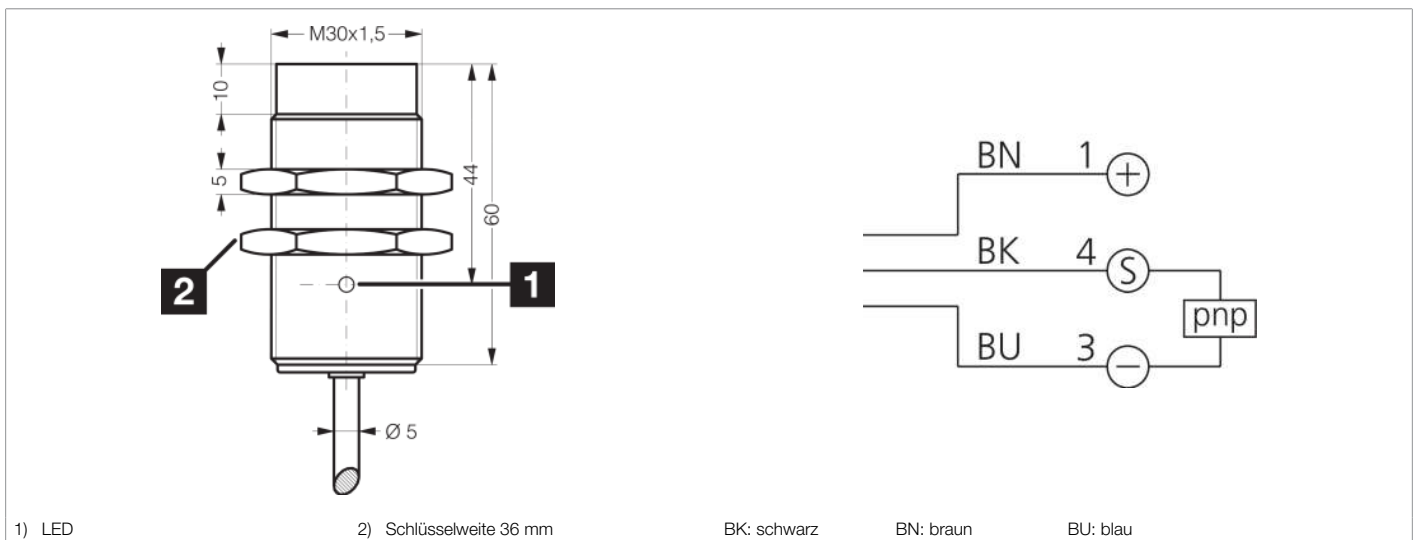 M30x1,5
10
5
44
60
2
1
Ø 5
BN 1 +
BK 4 S
pnp
BU 3 −
1) LED 2) Schlüsselweite 36 mm BK: schwarz BN: braun BU: blau